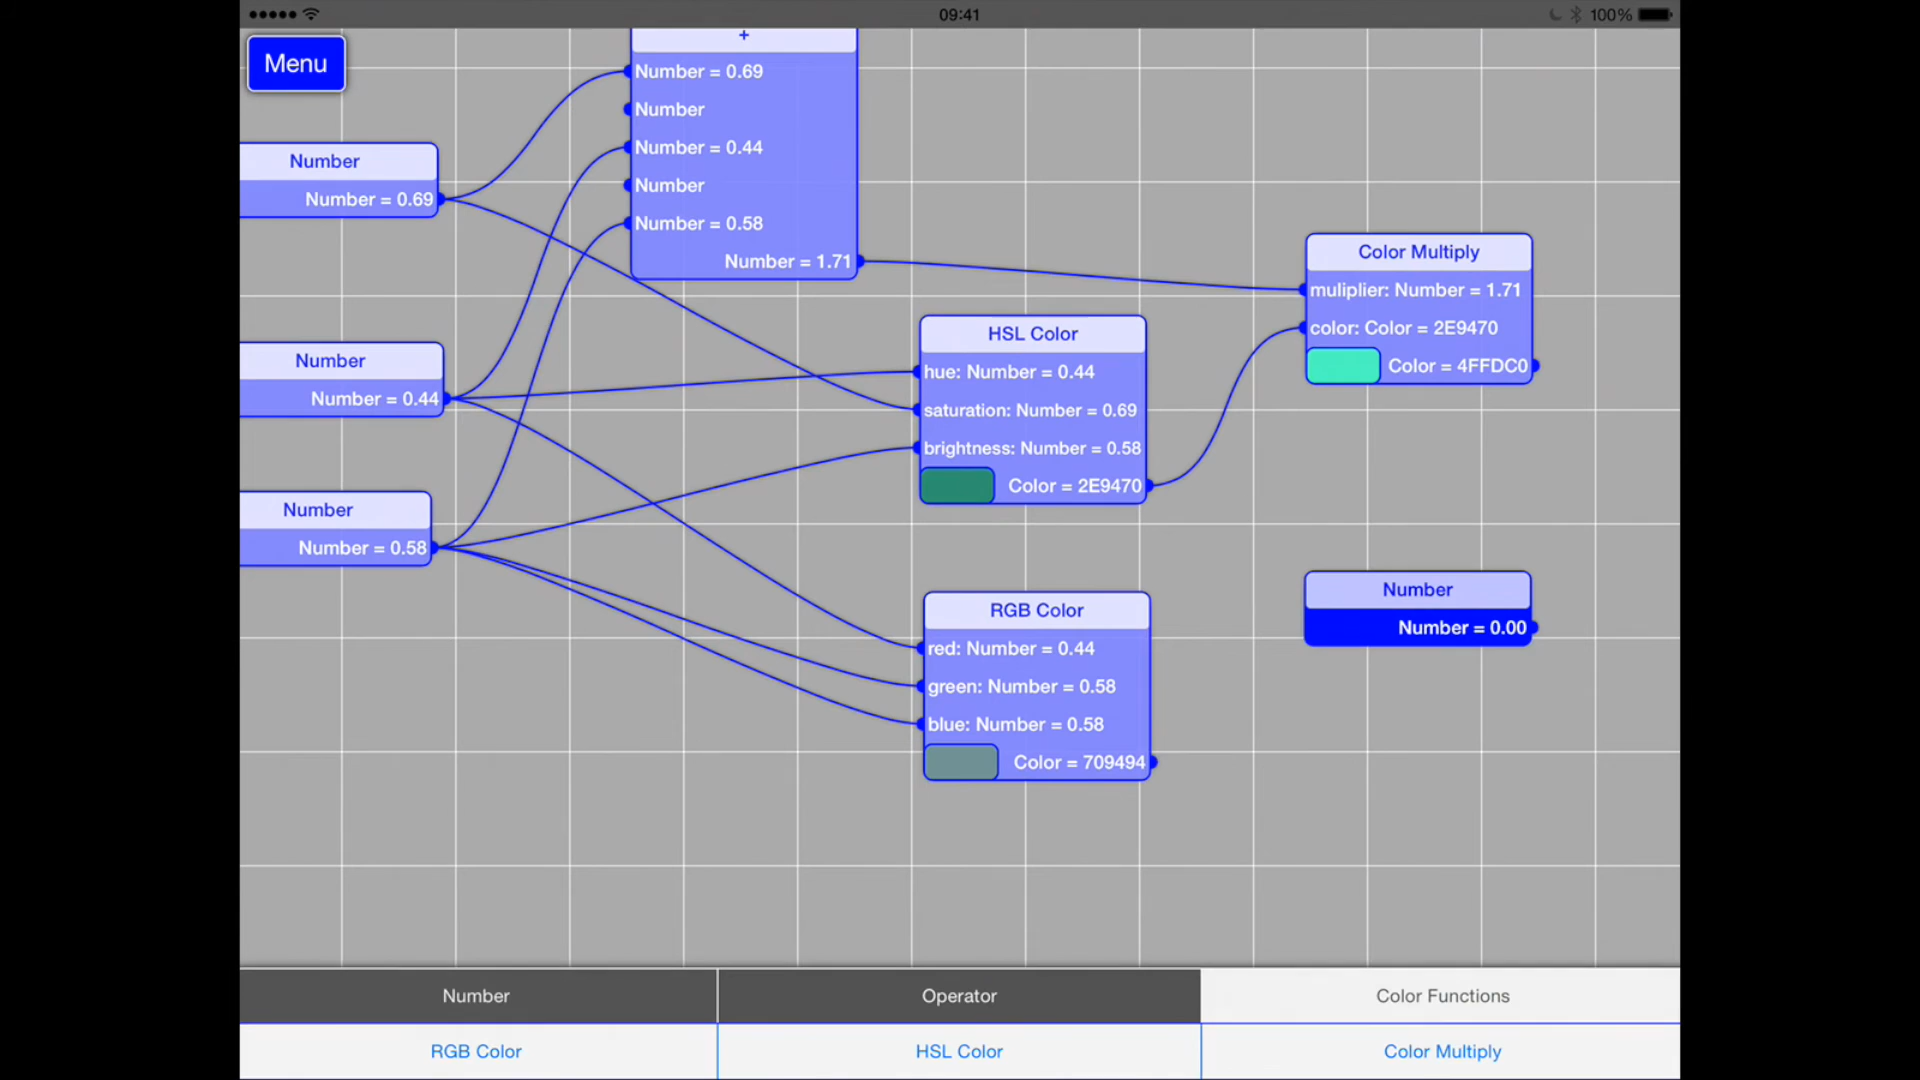 09:41
100%
Menu
+
Number = 0.69
Number
Number = 0.44
Number
Number = 0.58
Number = 1.71
Number
Number = 0.69
Number
Number = 0.44
Number
Number = 0.58
HSL Color
hue: Number = 0.44
saturation: Number = 0.69
brightness: Number = 0.58
Color = 2E9470
Color Multiply
muliplier: Number = 1.71
color: Color = 2E9470
Color = 4FFDC0
RGB Color
red: Number = 0.44
green: Number = 0.58
blue: Number = 0.58
Color = 709494
Number
Number = 0.00
Number
Operator
Color Functions
RGB Color
HSL Color
Color Multiply